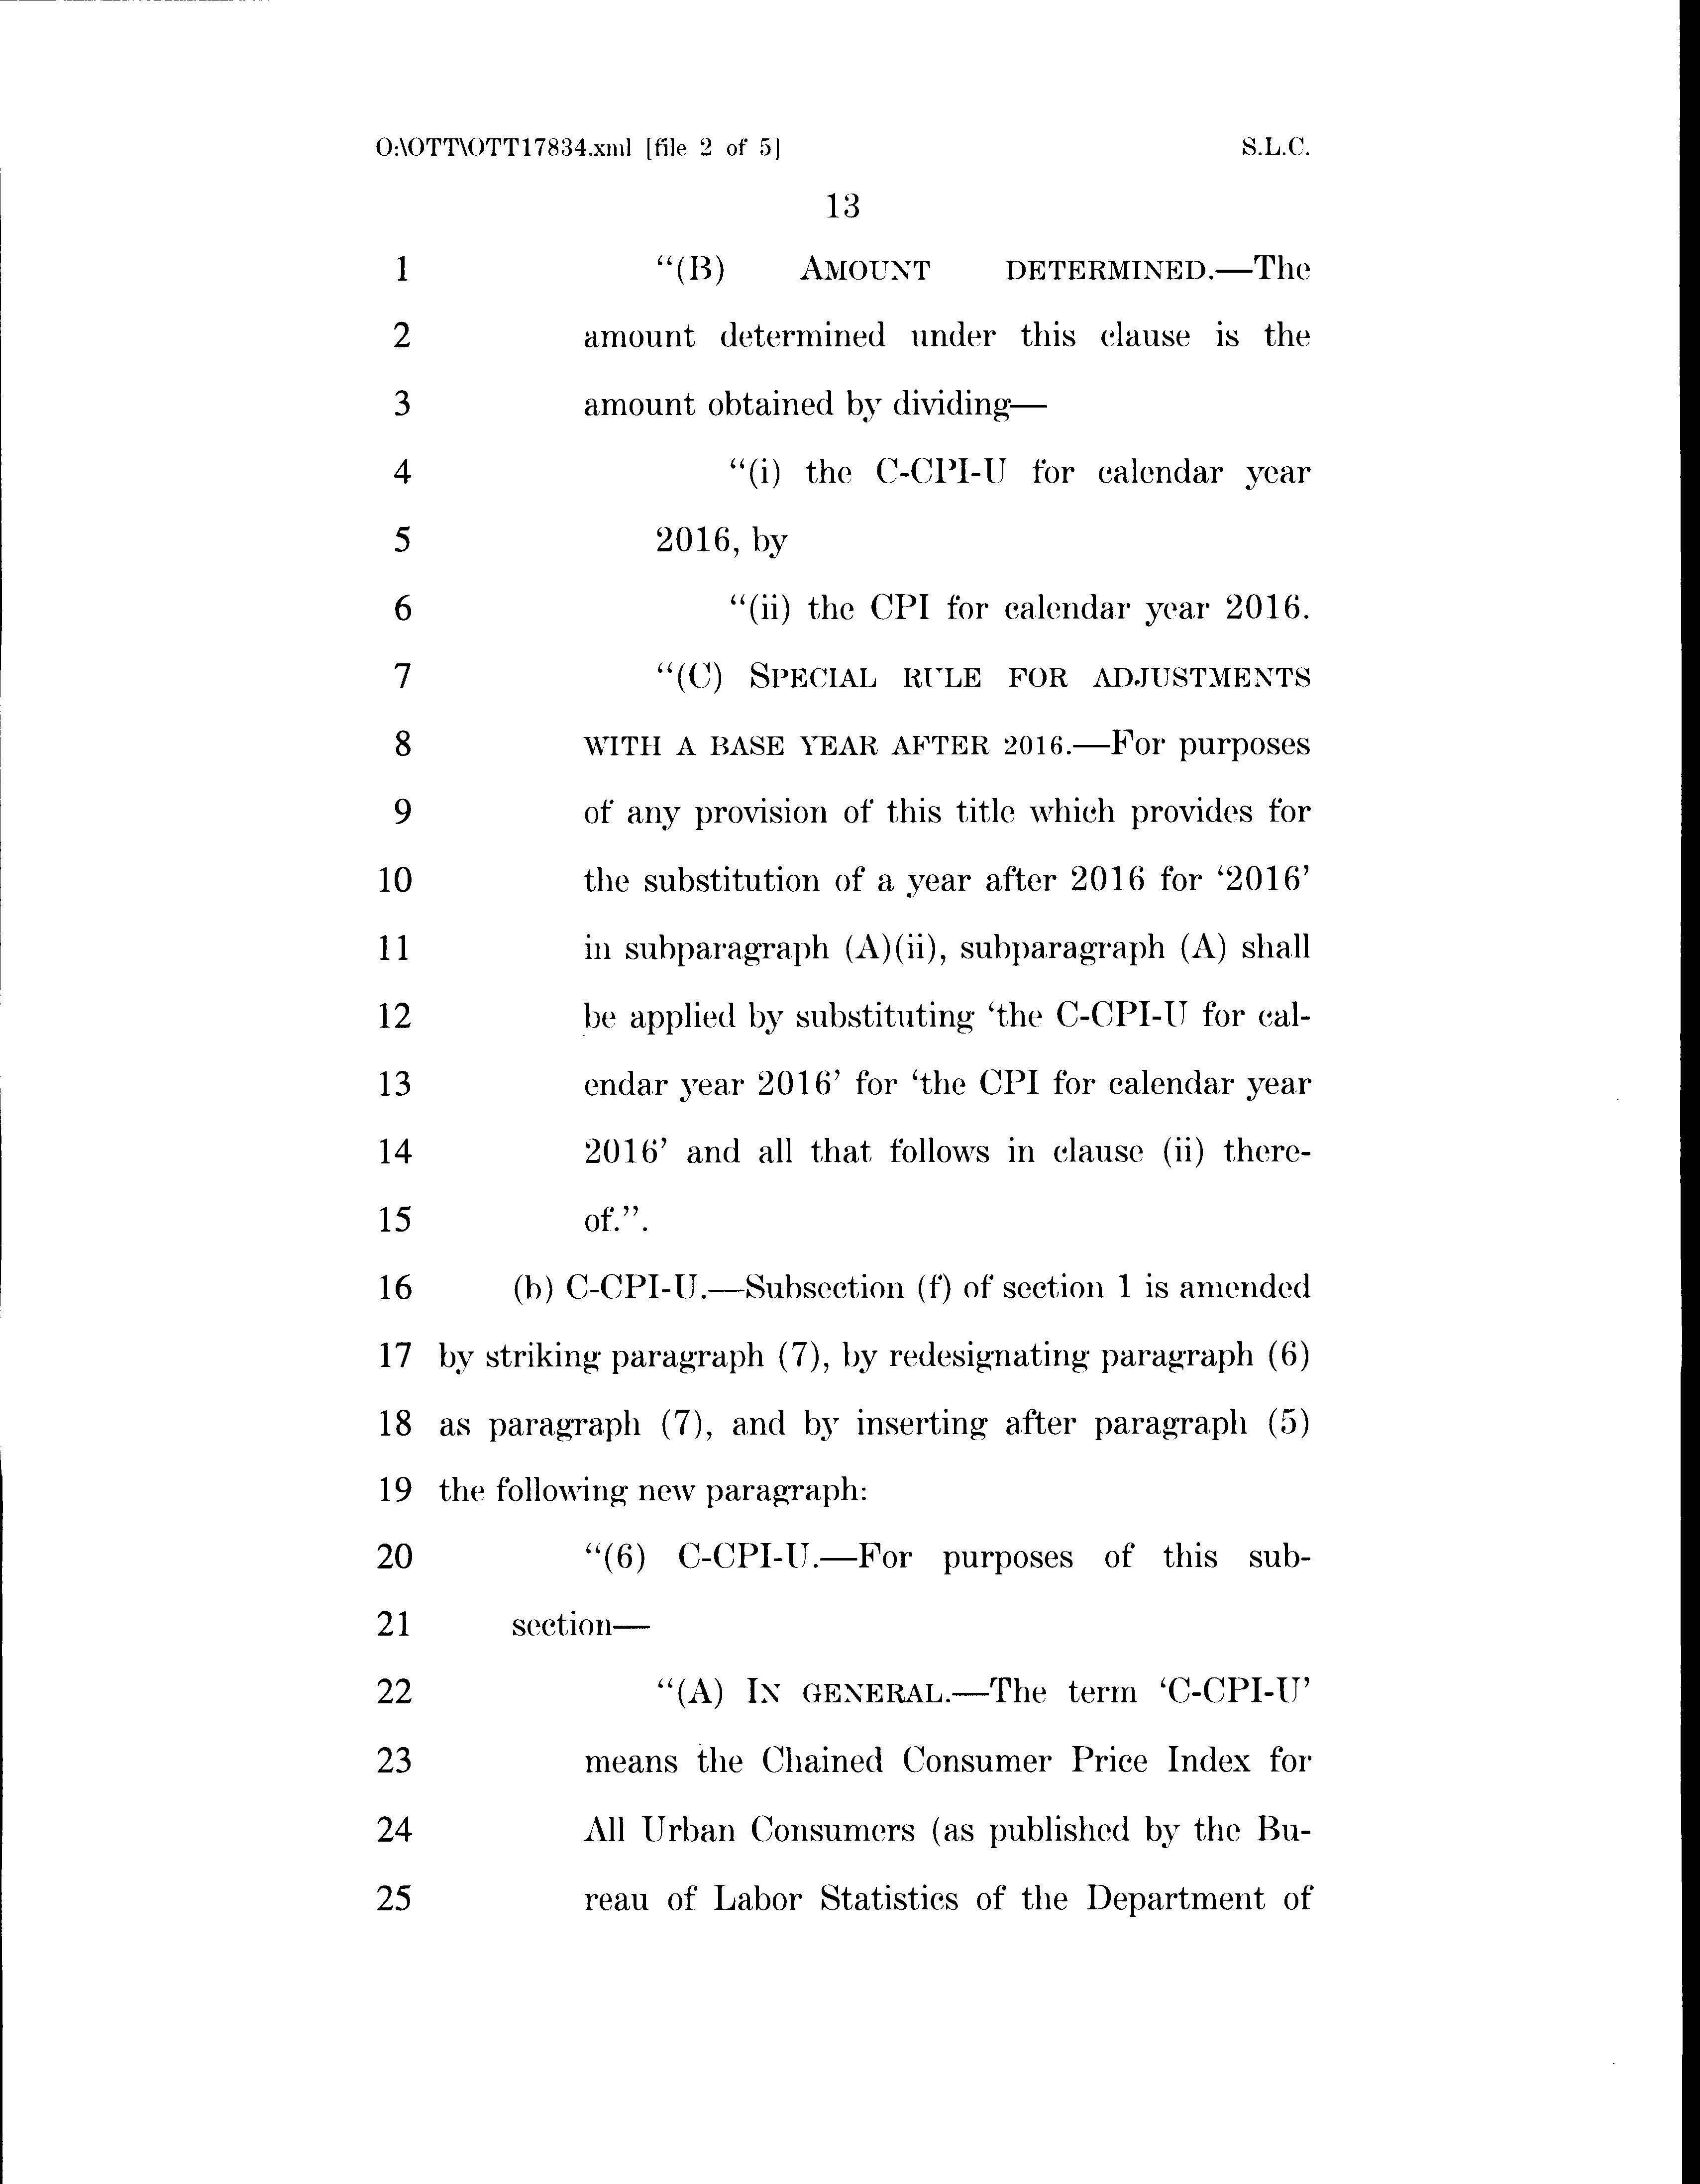 O:\OTT\OTT17834.xml [file 2 of 5] S.L.C.
13
1 “(B) AMOUNT DETERMINED.—The
2 amount determined under this clause is the
3 amount obtained by dividing—
4 “(i) the C-CPI-U for calendar year
5 2016, by
6 “(ii) the CPI for calendar year 2016.
7 “(C) SPECIAL RULE FOR ADJUSTMENTS
8 WITH A BASE YEAR AFTER 2016.—For purposes
9 of any provision of this title which provides for
10 the substitution of a year after 2016 for ‘2016’
11 in subparagraph (A)(ii), subparagraph (A) shall
12 be applied by substituting ‘the C-CPI-U for cal-
13 endar year 2016’ for ‘the CPI for calendar year
14 2016’ and all that follows in clause (ii) there-
15 of.”.
16 (b) C-CPI-U.—Subsection (f) of section 1 is amended
17 by striking paragraph (7), by redesignating paragraph (6)
18 as paragraph (7), and by inserting after paragraph (5)
19 the following new paragraph:
20 “(6) C-CPI-U.—For purposes of this sub-
21 section—
22 “(A) IN GENERAL.—The term ‘C-CPI-U’
23 means the Chained Consumer Price Index for
24 All Urban Consumers (as published by the Bu-
25 reau of Labor Statistics of the Department of